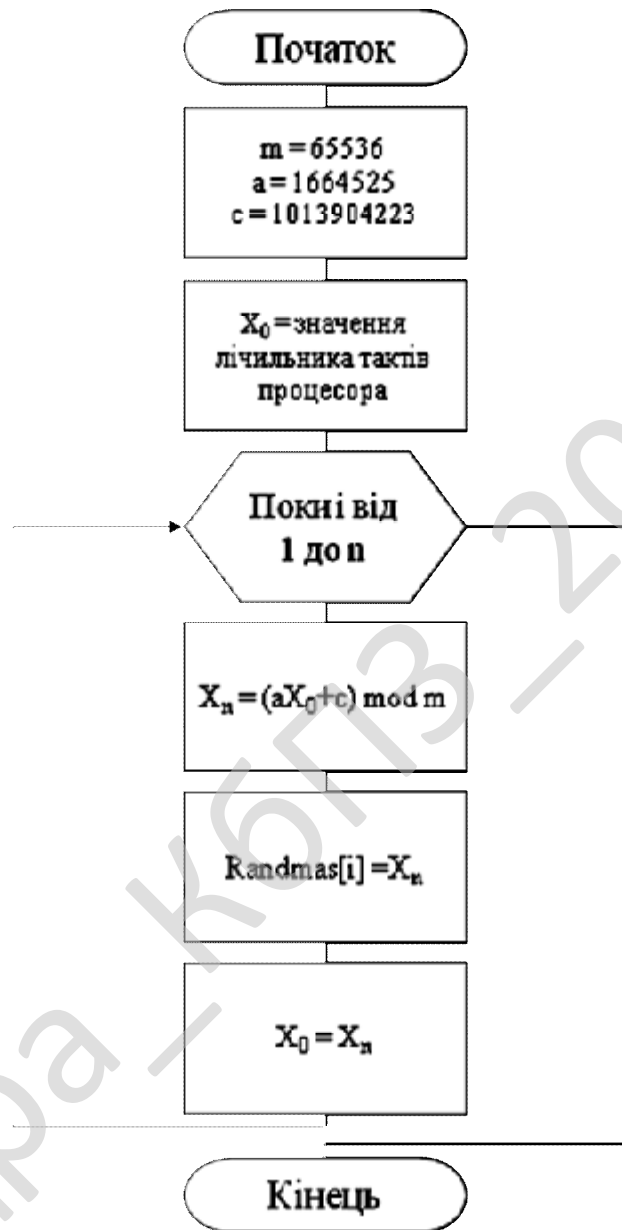 Початок
m = 65536
a = 1664525
c = 1013904223
X₀ = значення
лічильника тактів
процесора
Поки i від
1 до n
Xₙ = (aX₀+c) mod m
Randmas[i] = Xₙ
X₀ = Xₙ
Кінець
ра_КбПЗ_20